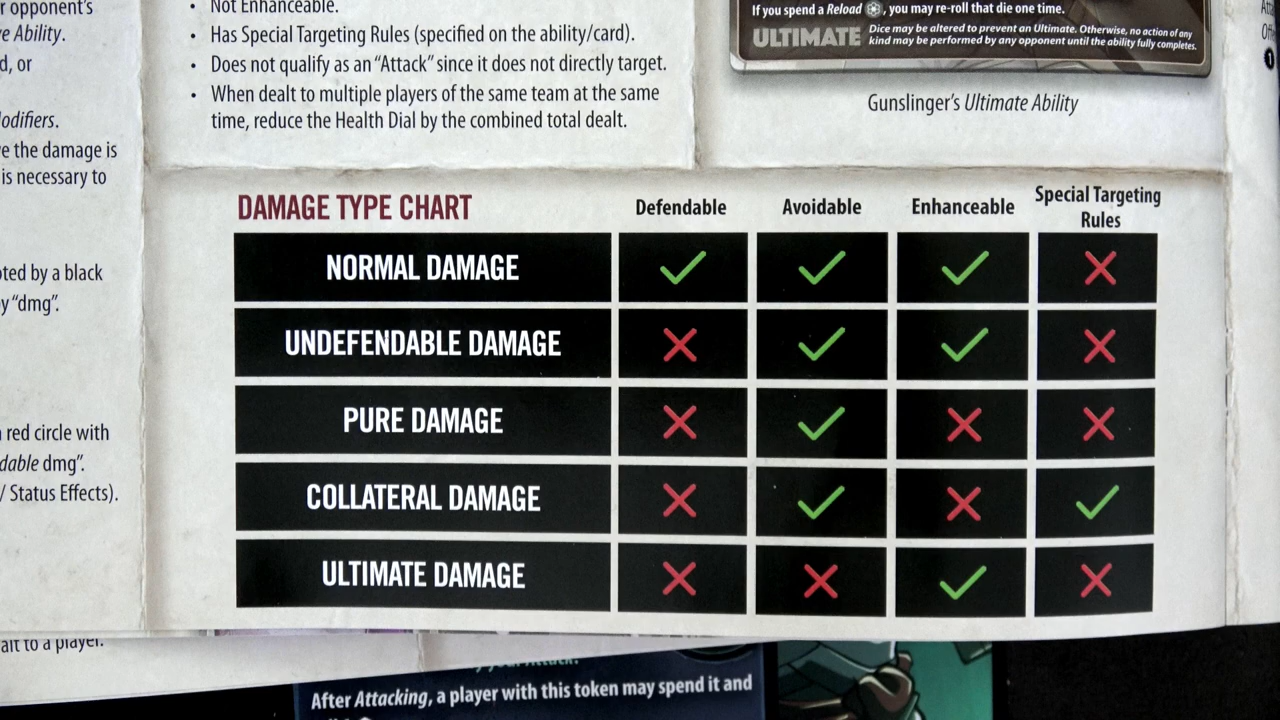 r opponent's
ve Ability.
d, or
odifiers.
e the damage is
is necessary to
oted by a black
y "dmg".
red circle with
dable dmg".
/ Status Effects).
• Not Enhanceable.
• Has Special Targeting Rules (specified on the ability/card).
• Does not qualify as an "Attack" since it does not directly target.
• When dealt to multiple players of the same team at the same
time, reduce the Health Dial by the combined total dealt.
If you spend a Reload, you may re-roll that die one time.
ULTIMATE Dice may be altered to prevent an Ultimate. Otherwise, no action of any
kind may be performed by any opponent until the ability fully completes.
Gunslinger's Ultimate Ability
DAMAGE TYPE CHART Defendable Avoidable Enhanceable Special Targeting
Rules
NORMAL DAMAGE ✓ ✓ ✓ ✗
UNDEFENDABLE DAMAGE ✗ ✓ ✓ ✗
PURE DAMAGE ✗ ✓ ✗ ✗
COLLATERAL DAMAGE ✗ ✓ ✗ ✓
ULTIMATE DAMAGE ✗ ✗ ✓ ✗
to a player.
After Attacking, a player with this token may spend it and